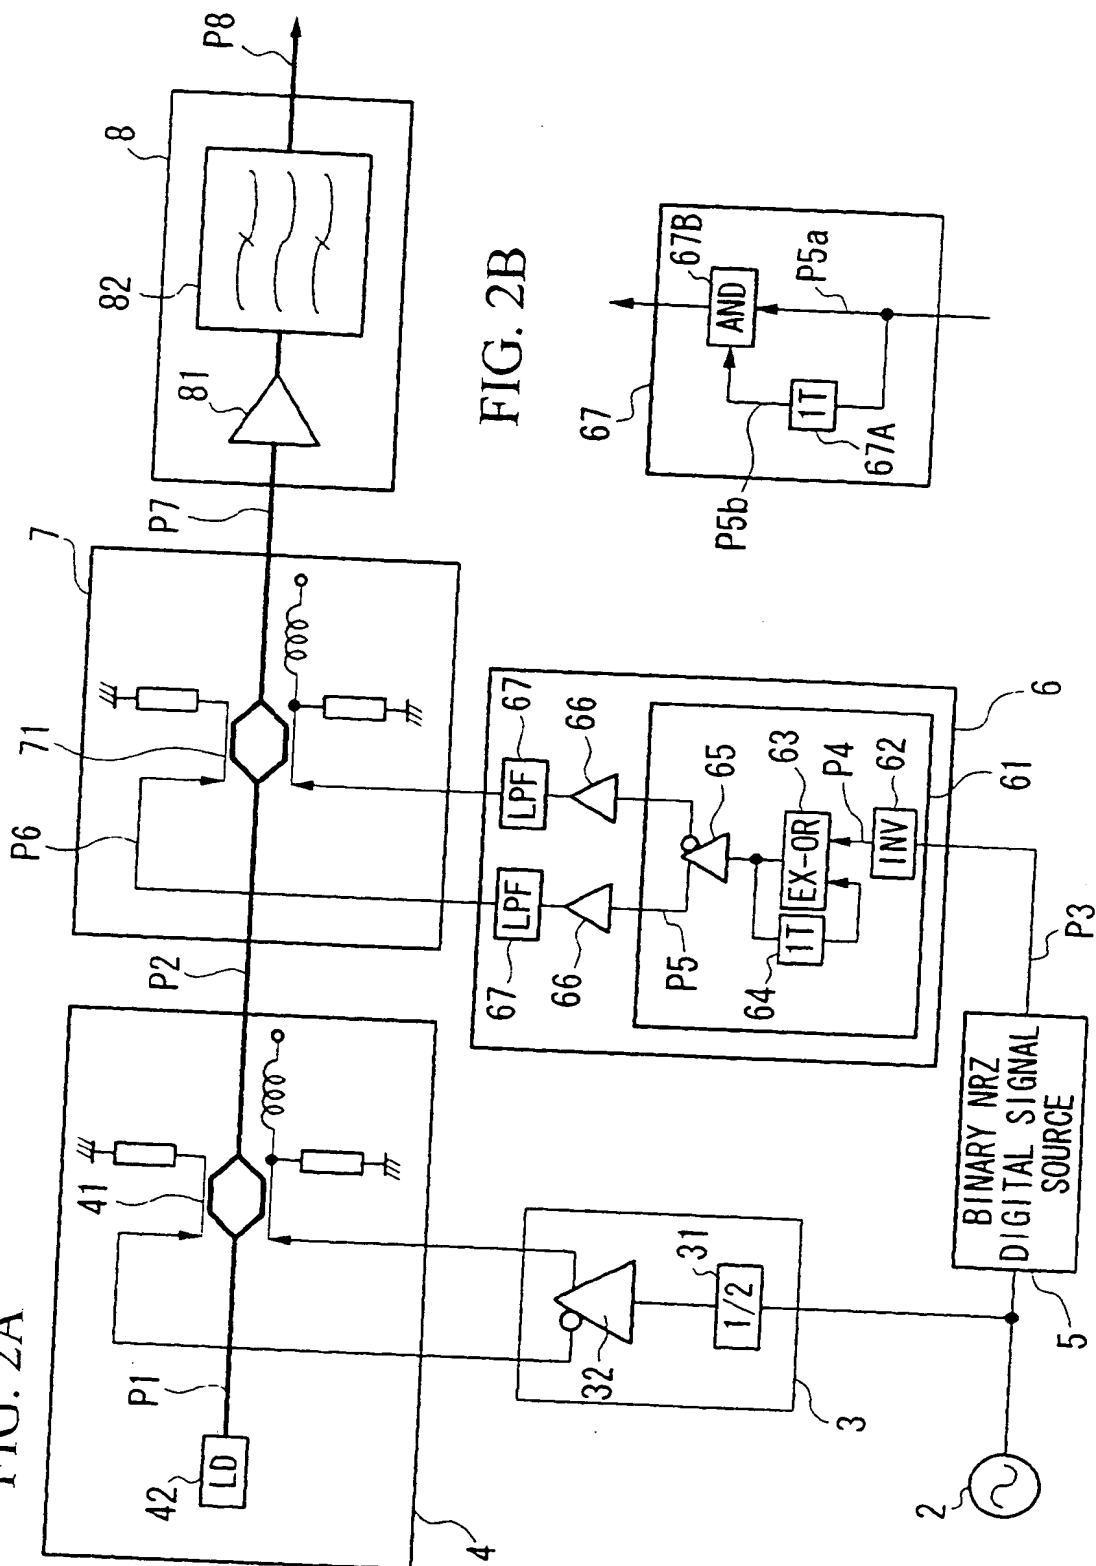 FIG. 2A
42
LD
P1
41
4
P2
P6
71
7
P7
81
82
8
P8
3
32
1/2
31
2
5
BINARY NRZ
DIGITAL SIGNAL
SOURCE
P3
67
LPF
LPF
67
66
66
P5
65
64
1T
EX-OR
63
P4
INV
62
61
6
FIG. 2B
67
67B
AND
P5a
P5b
1T
67A